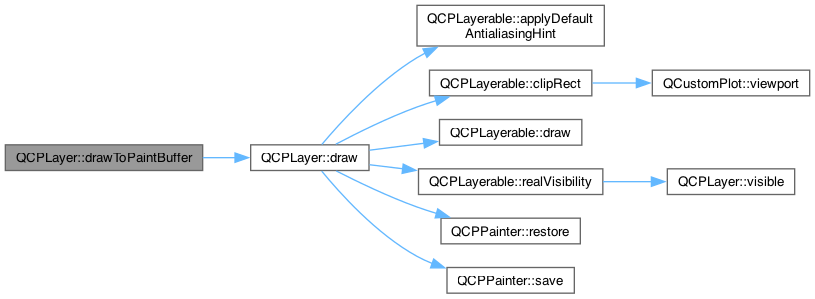 QCPLayerable::applyDefault
AntialiasingHint
QCPLayerable::clipRect
QCustomPlot::viewport
QCPLayerable::draw
QCPLayer::drawToPaintBuffer
QCPLayer::draw
QCPLayerable::realVisibility
QCPLayer::visible
QCPPainter::restore
QCPPainter::save